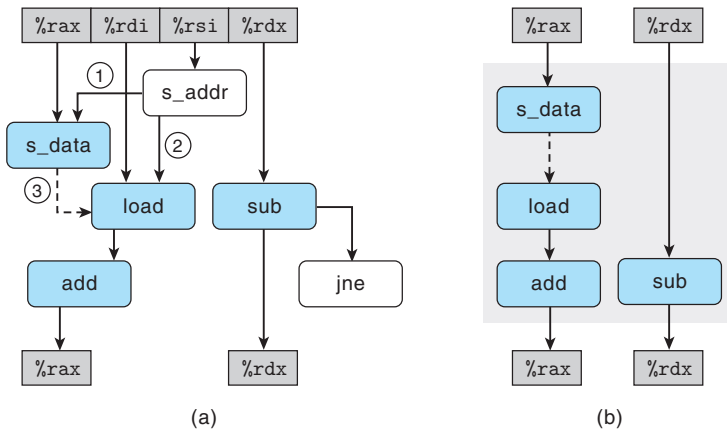 %rax %rdi %rsi %rdx
1
s_addr
s_data
2
3
load
sub
add
jne
%rax
%rdx
(a)
%rax
%rdx
s_data
load
add
sub
%rax
%rdx
(b)